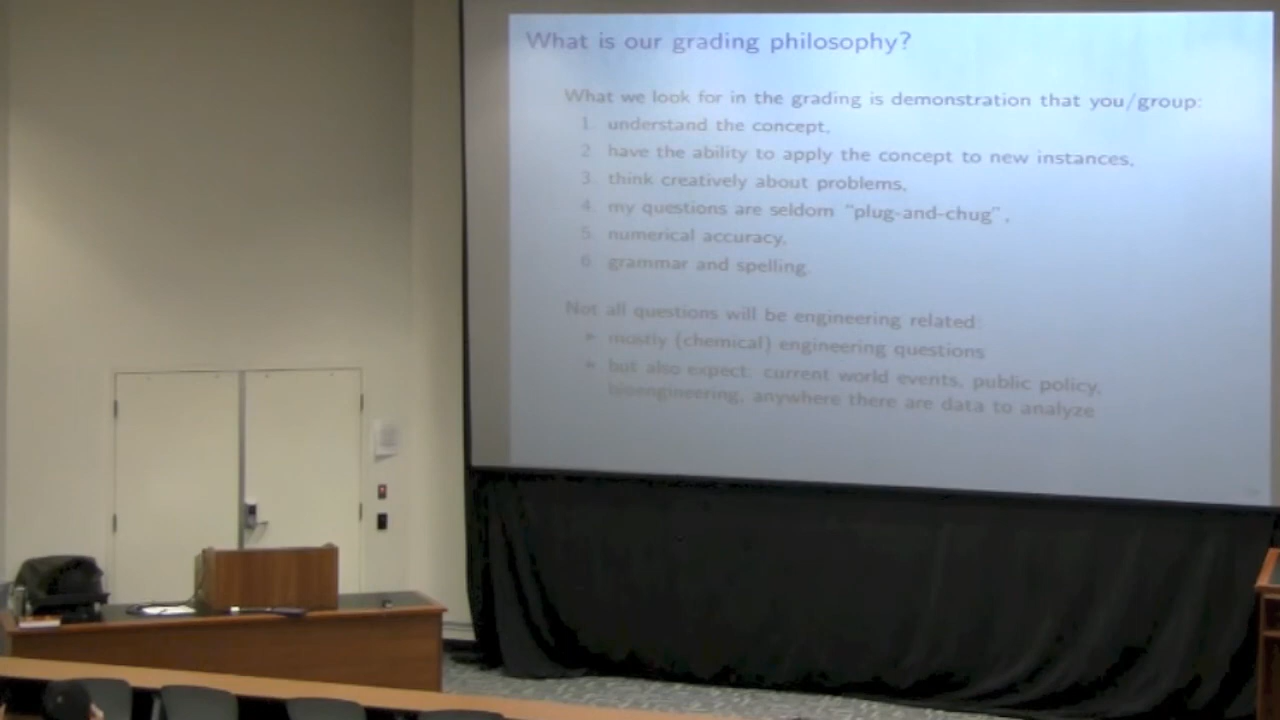 What is our grading philosophy?
What we look for in the grading is demonstration that you/group:
1. understand the concept,
2. have the ability to apply the concept to new instances,
3. think creatively about problems,
4. my questions are seldom "plug-and-chug",
5. numerical accuracy,
6. grammar and spelling.
Not all questions will be engineering related:
mostly (chemical) engineering questions
but also expect: current world events, public policy,
bioengineering, anywhere there are data to analyze